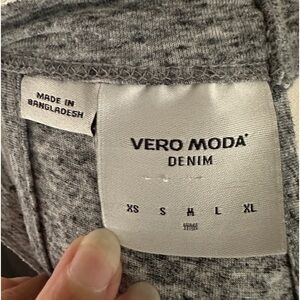 MADE IN
BANGLADESH
VERO MODA
DENIM
XS S M L XL